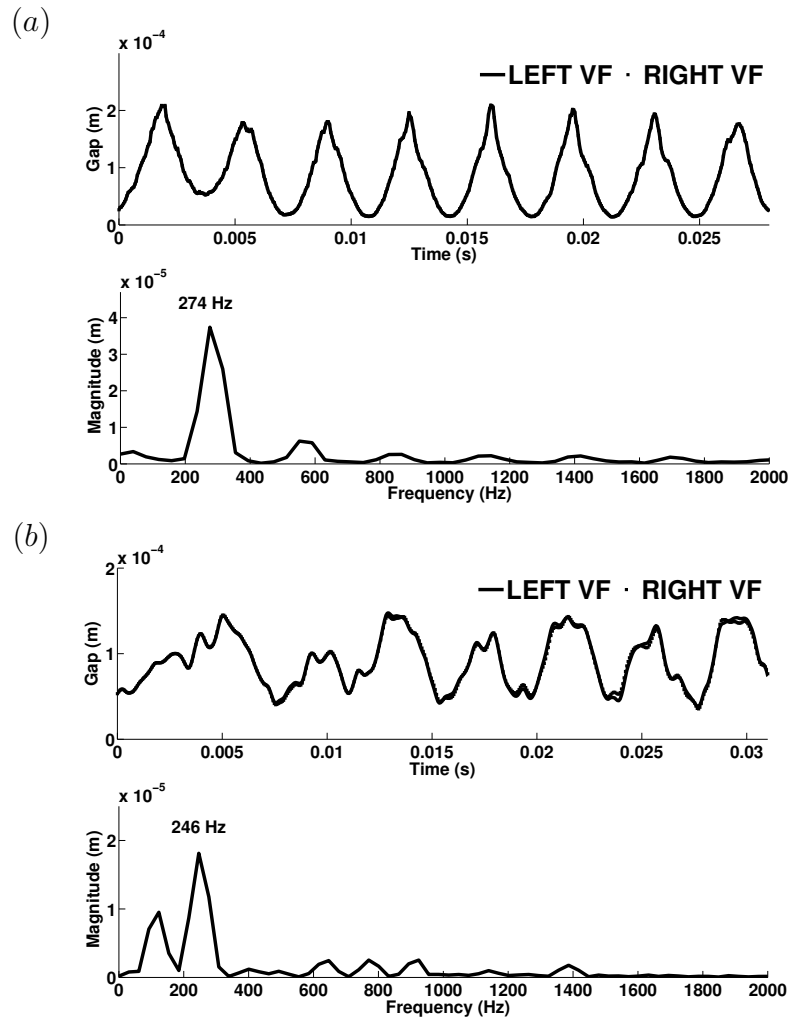 (a)
x 10⁻⁴
LEFT VF · RIGHT VF
Gap (m)
2
1
0
0 0.005 0.01 0.015 0.02 0.025
Time (s)
x 10⁻⁵
274 Hz
Magnitude (m)
4
3
2
1
0
0 200 400 600 800 1000 1200 1400 1600 1800 2000
Frequency (Hz)
(b)
x 10⁻⁴
2
LEFT VF · RIGHT VF
Gap (m)
1
0
0 0.005 0.01 0.015 0.02 0.025 0.03
Time (s)
x 10⁻⁵
246 Hz
Magnitude (m)
2
1
0
0 200 400 600 800 1000 1200 1400 1600 1800 2000
Frequency (Hz)